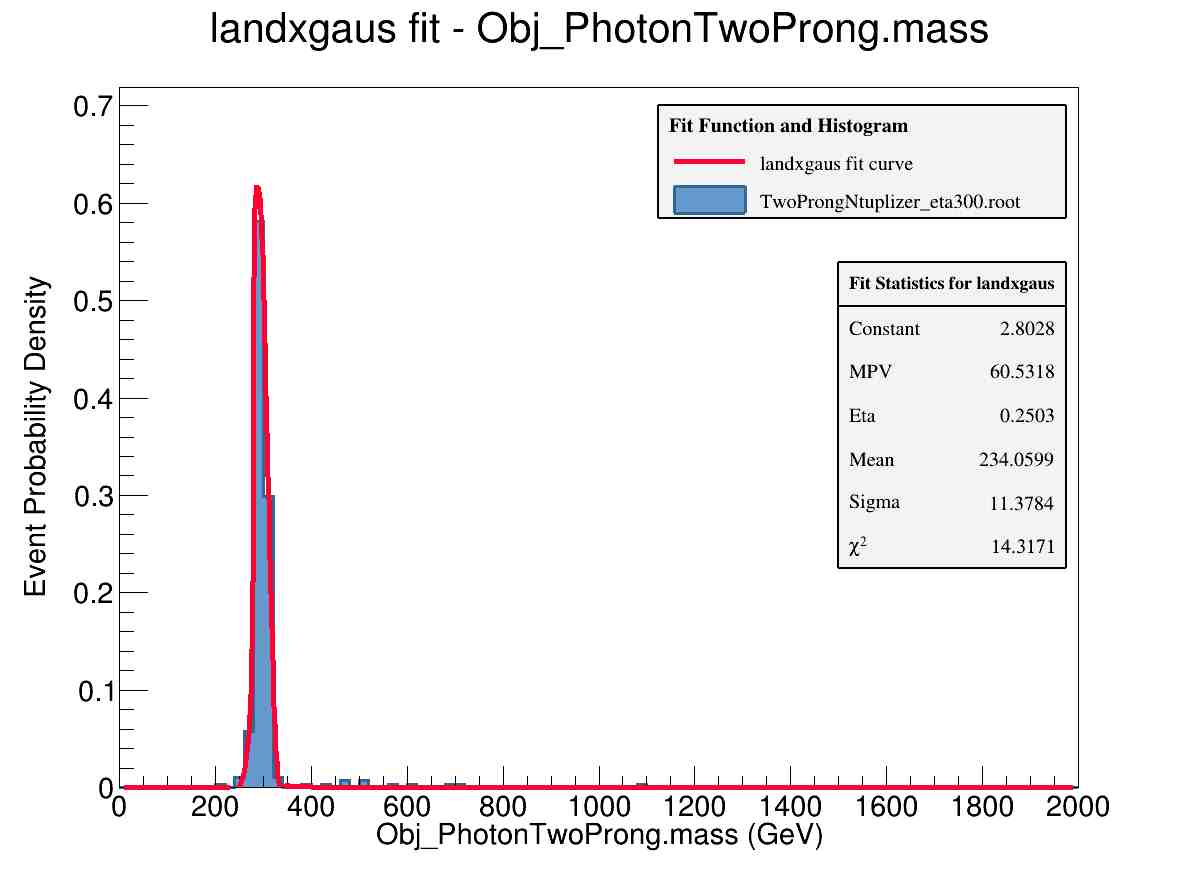 landxgaus fit - Obj_PhotonTwoProng.mass
Fit Function and Histogram
landxgaus fit curve
TwoProngNtuplizer_eta300.root
Fit Statistics for landxgaus
Constant 2.8028
MPV 60.5318
Eta 0.2503
Mean 234.0599
Sigma 11.3784
χ² 14.3171
Event Probability Density
0.7
0.6
0.5
0.4
0.3
0.2
0.1
0
0 200 400 600 800 1000 1200 1400 1600 1800 2000
Obj_PhotonTwoProng.mass (GeV)